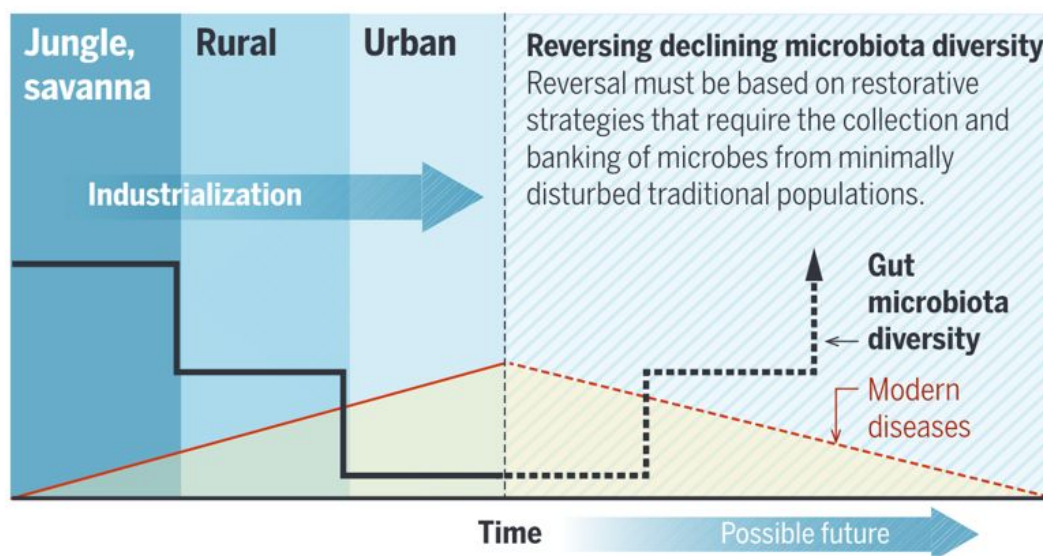 Jungle,
savanna
Rural
Urban
Industrialization
Reversing declining microbiota diversity
Reversal must be based on restorative
strategies that require the collection and
banking of microbes from minimally
disturbed traditional populations.
Gut
microbiota
diversity
Modern
diseases
Time
Possible future